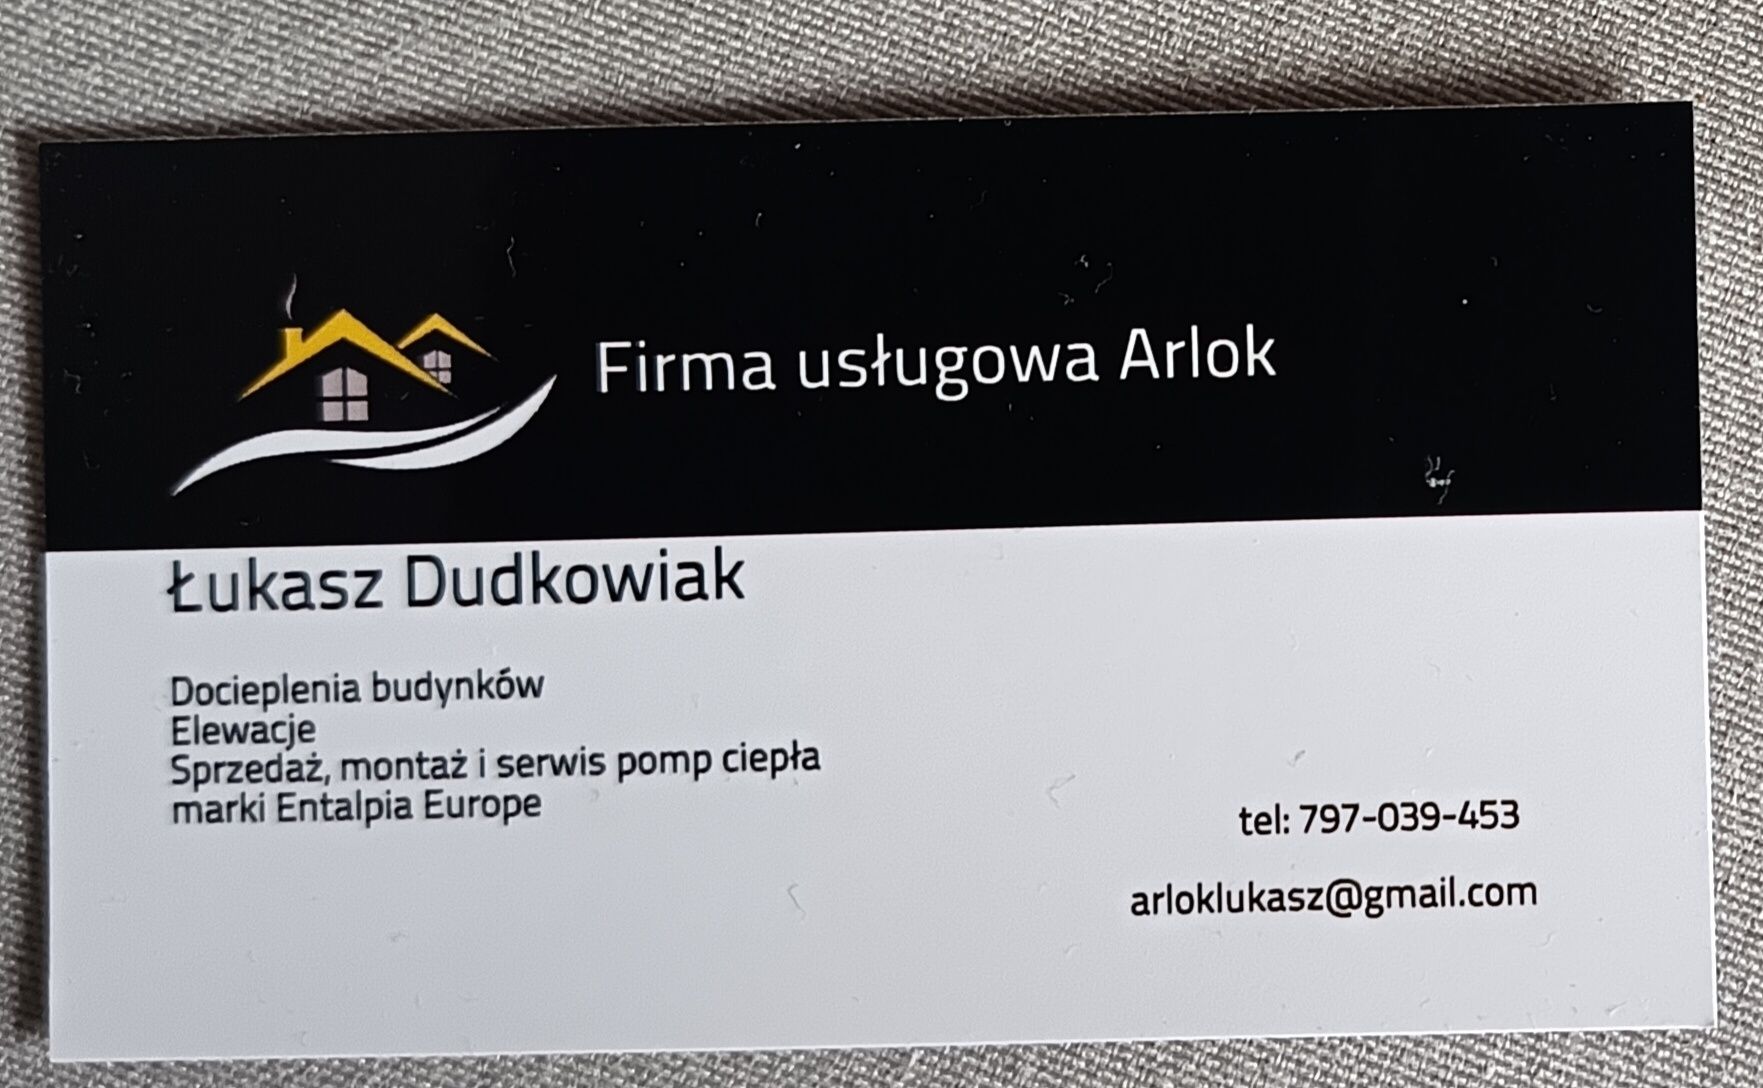 Firma usługowa Arlok
Łukasz Dudkowiak
Docieplenia budynków
Elewacje
Sprzedaż, montaż i serwis pomp ciepła
marki Entalpia Europe
tel: 797-039-453
arloklukasz@gmail.com